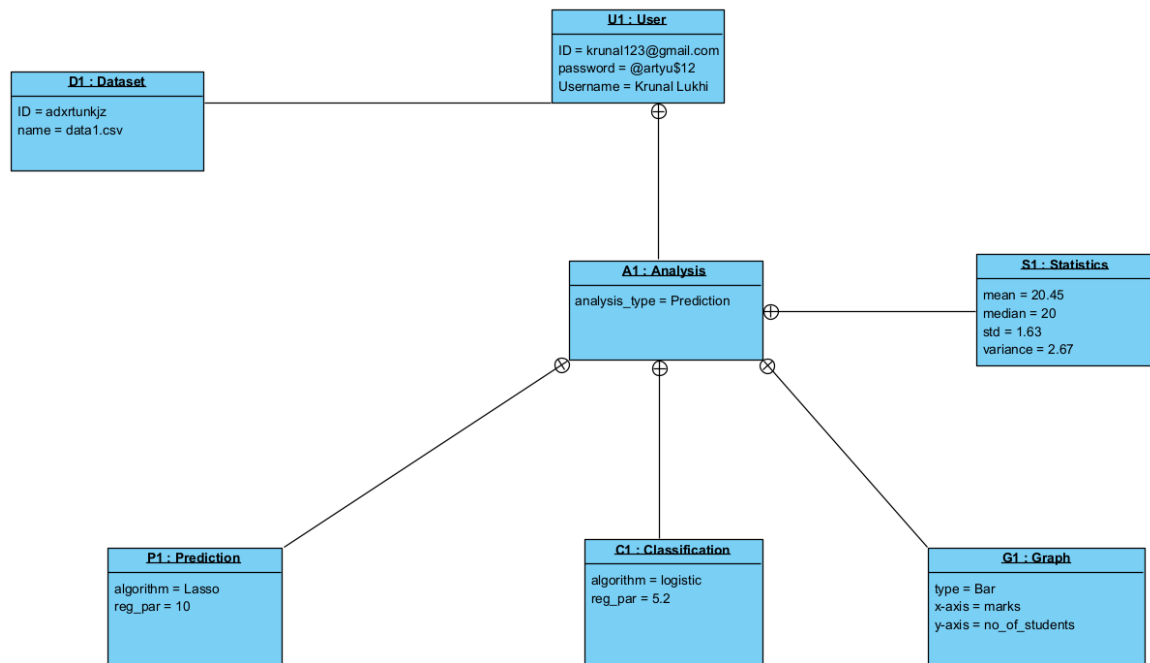 U1 : User
ID = krunal123@gmail.com
password = @artyu$12
Username = Krunal Lukhi
D1 : Dataset
ID = adxrtunkjz
name = data1.csv
A1 : Analysis
analysis_type = Prediction
S1 : Statistics
mean = 20.45
median = 20
std = 1.63
variance = 2.67
P1 : Prediction
algorithm = Lasso
reg_par = 10
C1 : Classification
algorithm = logistic
reg_par = 5.2
G1 : Graph
type = Bar
x-axis = marks
y-axis = no_of_students